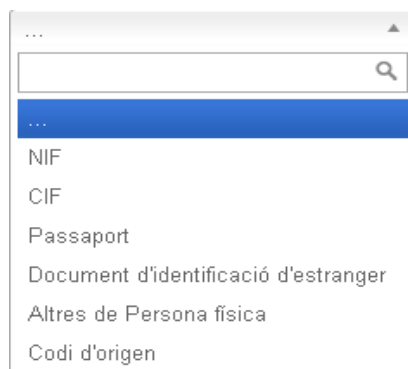 ...
...
NIF
CIF
Passaport
Document d'identificació d'estranger
Altres de Persona física
Codi d'origen